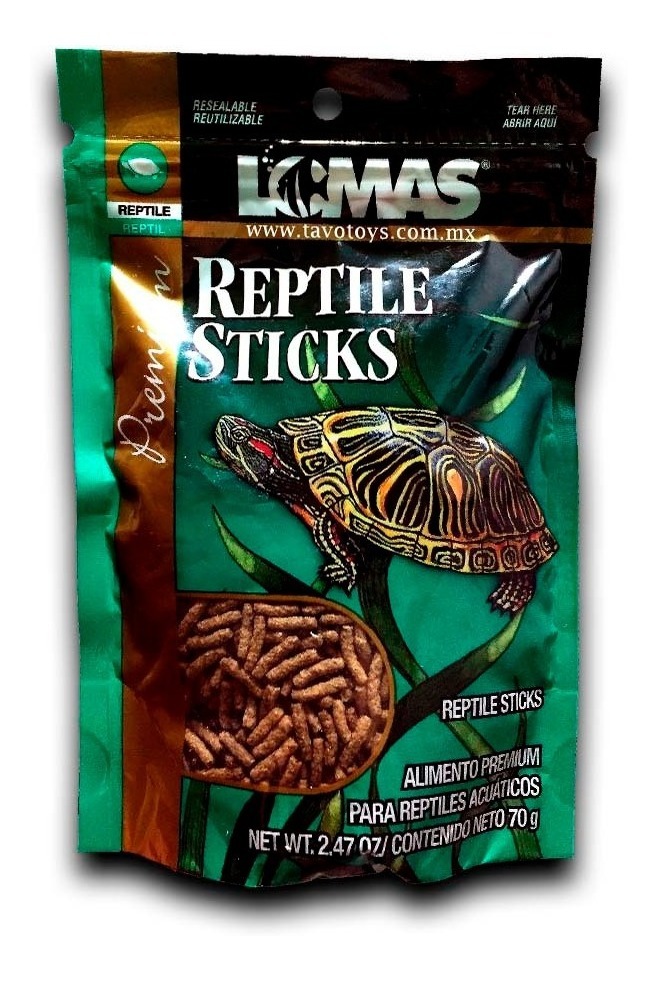 RESEALABLE
REUTILIZABLE
TEAR HERE
ABRIR AQUÍ
LOMAS®
www.tavotoys.com.mx
REPTILE
REPTIL
Premium
REPTILE
STICKS
REPTILE STICKS
ALIMENTO PREMIUM
PARA REPTILES ACUÁTICOS
NET WT. 2.47 OZ/ CONTENIDO NETO 70 g